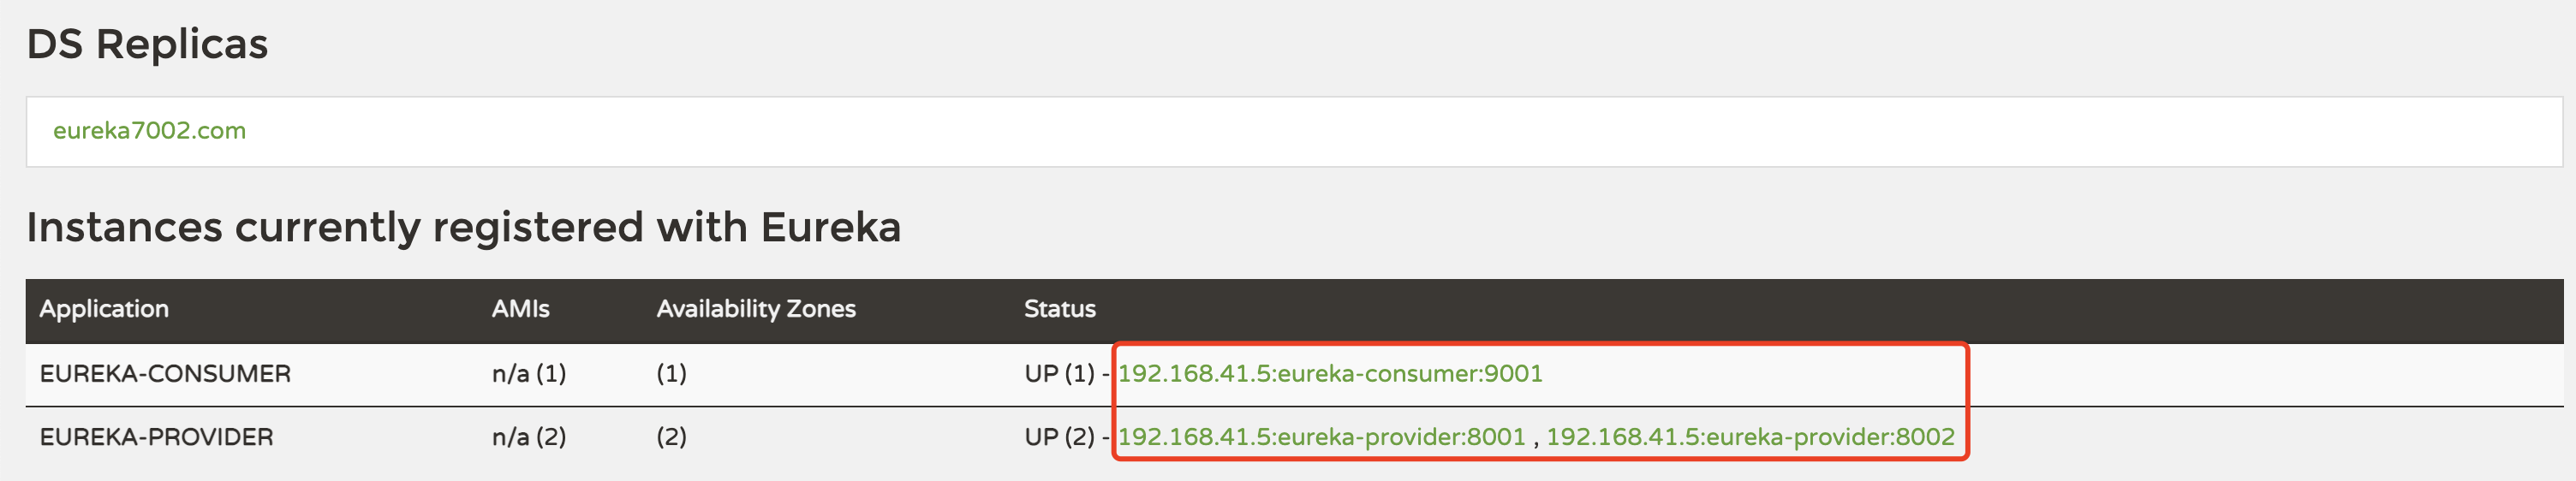 DS Replicas
eureka7002.com
Instances currently registered with Eureka
Application AMIs Availability Zones Status
EUREKA-CONSUMER n/a (1) (1) UP (1) - 192.168.41.5:eureka-consumer:9001
EUREKA-PROVIDER n/a (2) (2) UP (2) - 192.168.41.5:eureka-provider:8001 , 192.168.41.5:eureka-provider:8002